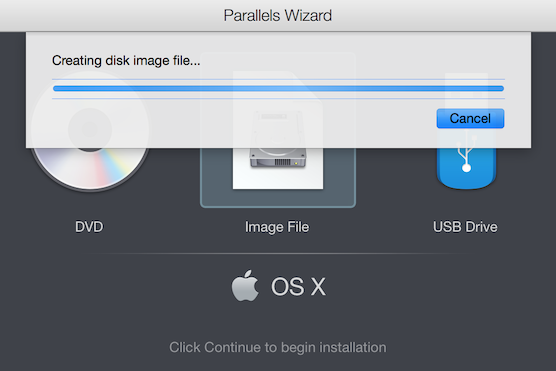 Parallels Wizard
Creating disk image file...
Cancel
DVD
Image File
USB Drive
OS X
Click Continue to begin installation